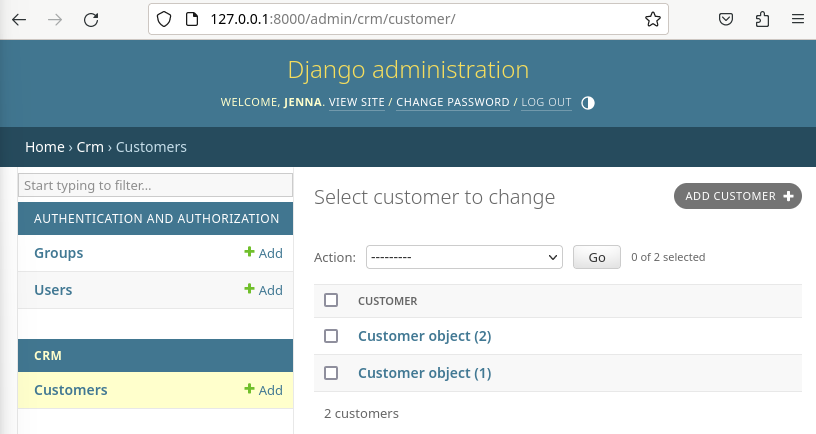 127.0.0.1:8000/admin/crm/customer/
Django administration
WELCOME, JENNA. VIEW SITE / CHANGE PASSWORD / LOG OUT
Home › Crm › Customers
Start typing to filter...
AUTHENTICATION AND AUTHORIZATION
Groups + Add
Users + Add
CRM
Customers + Add
Select customer to change
ADD CUSTOMER +
Action: --------- Go 0 of 2 selected
CUSTOMER
Customer object (2)
Customer object (1)
2 customers